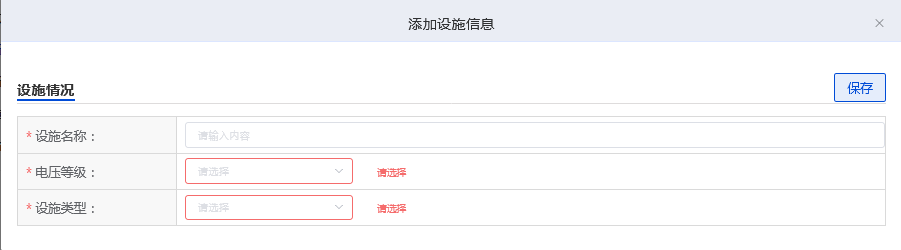 添加设施信息
设施情况
保存
* 设施名称：
请输入内容
* 电压等级：
请选择
请选择
* 设施类型：
请选择
请选择